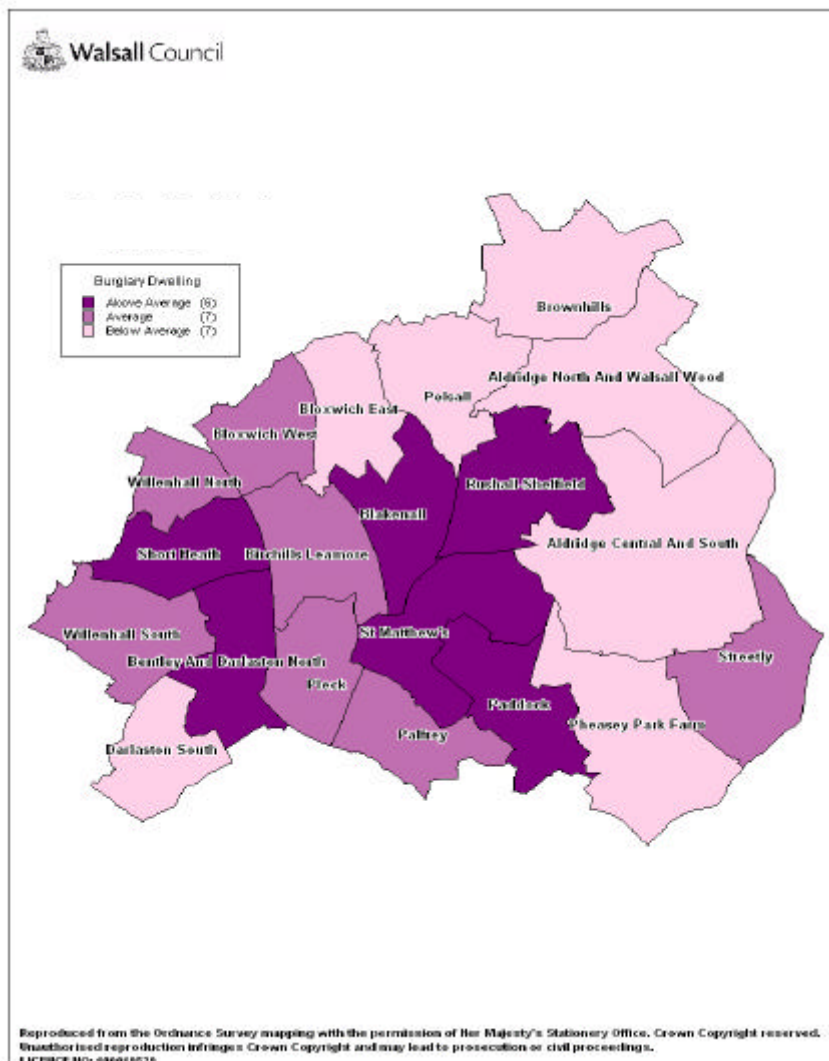 Walsall Council
Burglary Dwelling
Above Average (6)
Average (7)
Below Average (7)
Brownhills
Aldridge North And Walsall Wood
Pelsall
Bloxwich East
Bloxwich West
Willenhall North
Rushall-Shelfield
Blakenall
Short Heath
Birchills Leamore
Aldridge Central And South
Willenhall South
St Matthew's
Bentley And Darlaston North
Streetly
Pleck
Paddock
Pheasey Park Farm
Palfrey
Darlaston South
Reproduced from the Ordnance Survey mapping with the permission of Her Majesty's Stationery Office. Crown Copyright reserved.
Unauthorised reproduction infringes Crown Copyright and may lead to prosecution or civil proceedings.
LICENCE NO: